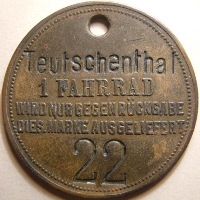 Teutschenthal
1 FAHRRAD
WIRD NUR GEGEN RÜCKGABE
DIES. MARKE AUSGELIEFERT
22